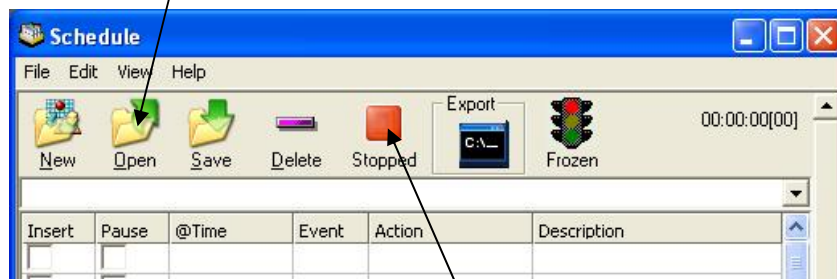 Schedule
File Edit View Help
Export
00:00:00[00]
C:\_
New Open Save Delete Stopped Frozen
Insert Pause @Time Event Action Description